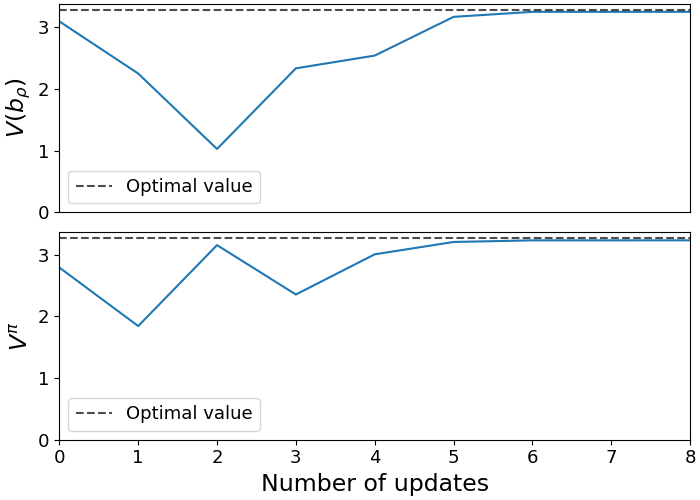 3
2
1
0
V(b_ρ)
Optimal value
3
2
1
0
V^π
Optimal value
0 1 2 3 4 5 6 7 8
Number of updates